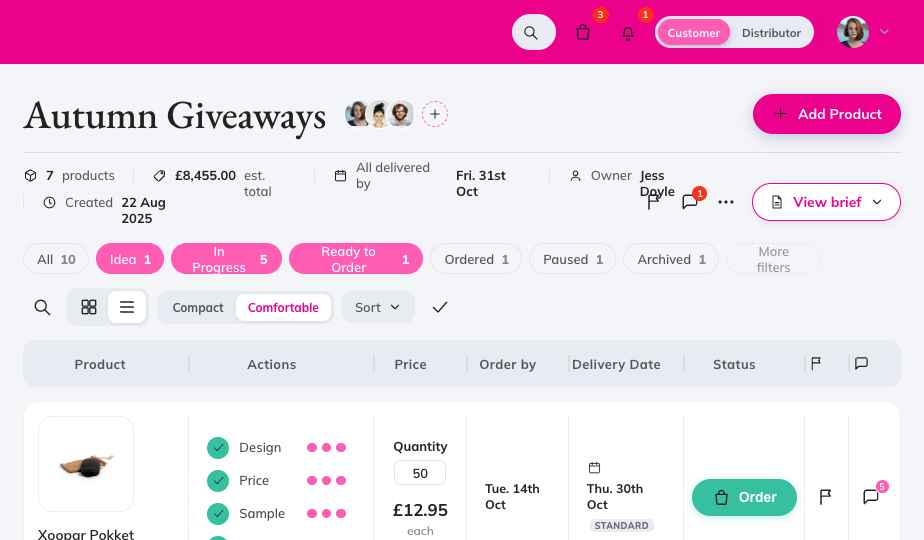 3
1
Customer
Distributor
Autumn Giveaways
Add Product
7 products
£8,455.00 est.
total
All delivered
by
Fri. 31st
Oct
Owner
Jess
Doyle
Created
22 Aug
2025
1
View brief
All 10
Idea 1
In
Progress
5
Ready to
Order
1
Ordered 1
Paused 1
Archived 1
More
filters
Compact
Comfortable
Sort
Product
Actions
Price
Order by
Delivery Date
Status
Design
Price
Sample
Quantity
50
£12.95
each
Tue. 14th
Oct
Thu. 30th
Oct
STANDARD
Order
5
Xoopar Pokket